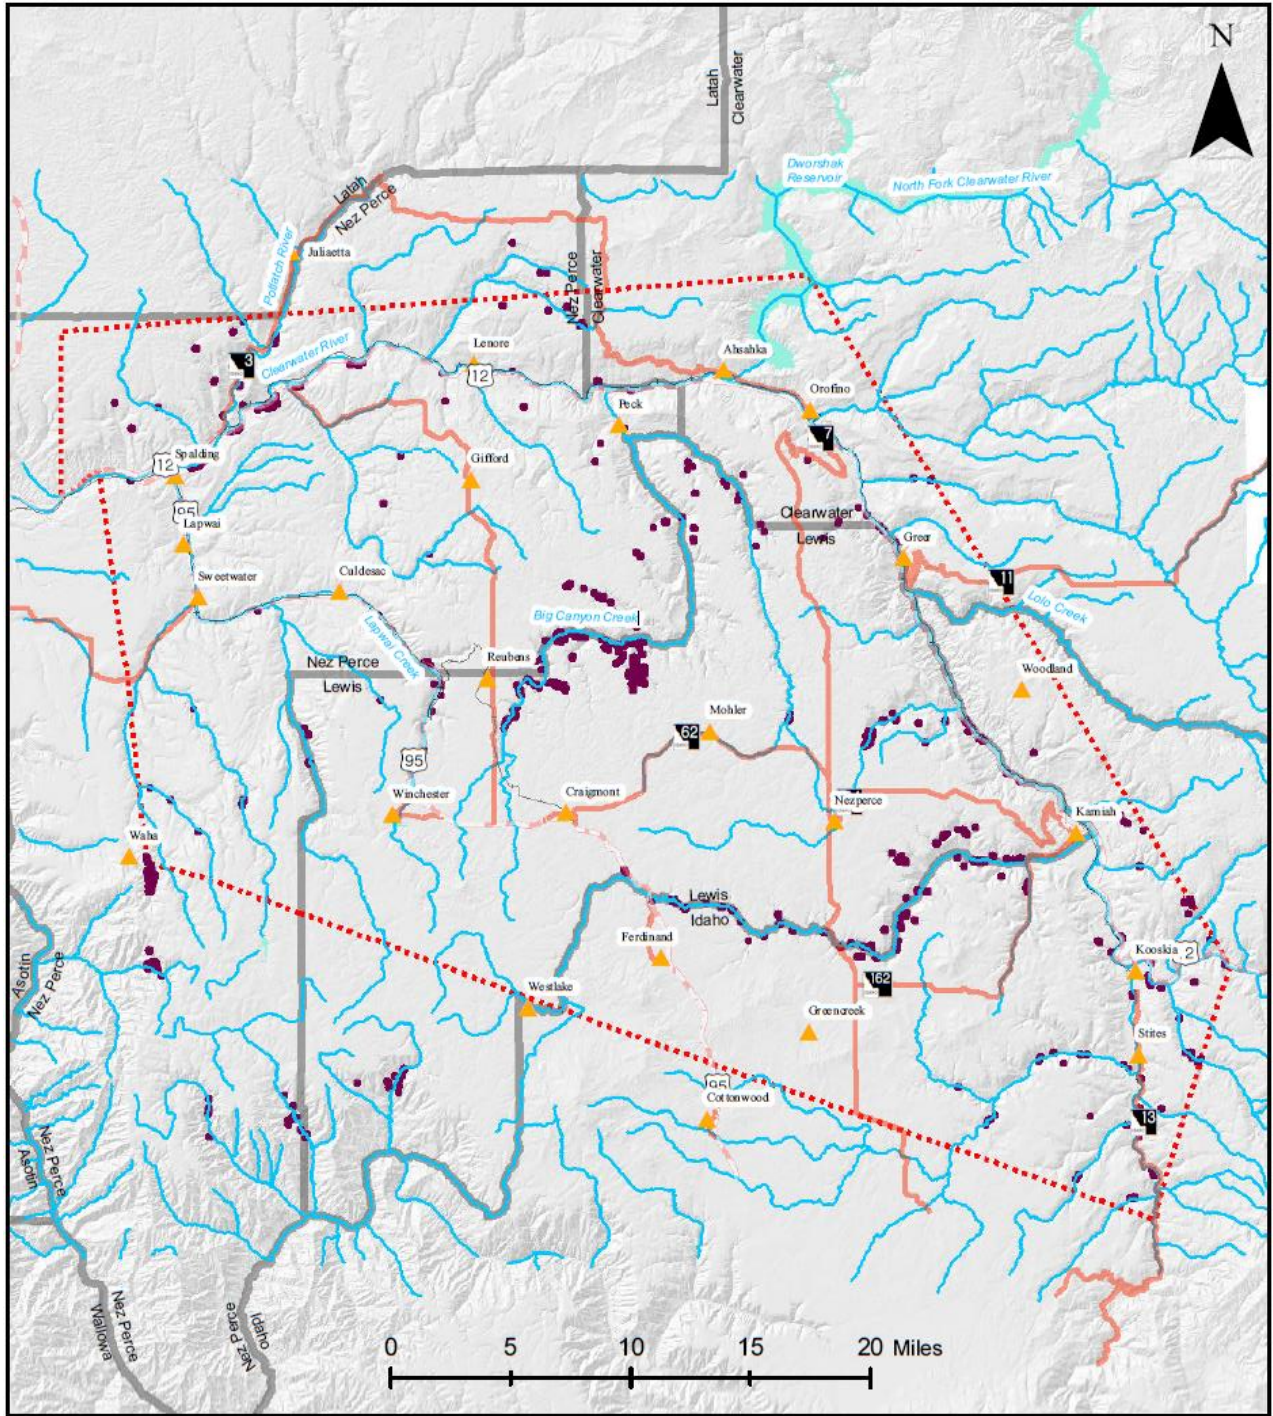 N
Latah
Clearwater
Dworshak
Reservoir
North Fork Clearwater River
Latah
Nez Perce
Potlatch River
Juliaetta
Nez Perce
Clearwater
3
Clearwater River
Lenore
12
Ahsahka
Orofino
Peck
7
12
Spalding
Gifford
95
Lapwai
Clearwater
Lewis
Greer
Sweetwater
Culdesac
11
Lolo Creek
Big Canyon Creek
Lapwai Creek
Nez Perce
Lewis
Reubens
Woodland
Mohler
62
95
Winchester
Craigmont
Nezperce
Kamiah
Waha
Lewis
Idaho
Ferdinand
Kooskia
2
Asotin
Nez Perce
Westlake
62
Greencreek
Stites
95
Cottonwood
13
Nez Perce
Asotin
Nez Perce
Wallowa
Idaho
Nez Perce
0 5 10 15 20 Miles